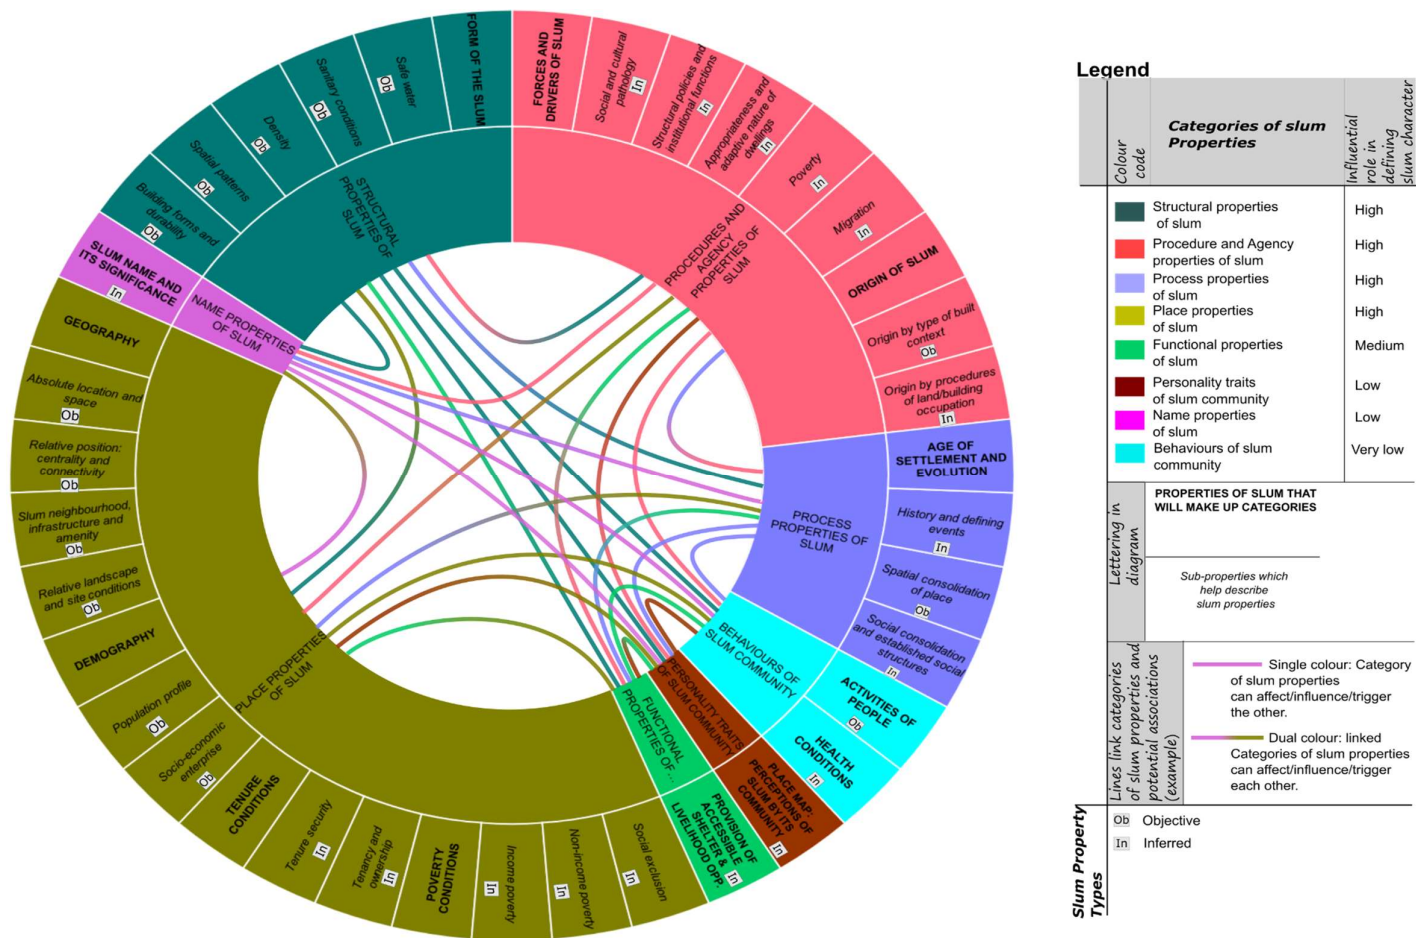 FORM OF THE SLUM
Safe water
Ob
Sanitary conditions
Ob
Density
Ob
Spatial patterns
Ob
Building forms and
durability
Ob
STRUCTURAL
PROPERTIES OF
SLUM
FORCES AND
DRIVERS OF SLUM
Social and cultural
pathology
In
Structural policies and
institutional functions
In
Appropriateness and
adaptive nature of
dwellings
In
Poverty
In
Migration
In
ORIGIN OF SLUM
Origin by type of built
context
Ob
Origin by procedures
of land/building
occupation
In
PROCEDURES AND
AGENCY
PROPERTIES OF
SLUM
AGE OF
SETTLEMENT AND
EVOLUTION
History and defining
events
In
Spatial consolidation
of place
Ob
Social consolidation
and established social
structures
In
PROCESS
PROPERTIES OF
SLUM
ACTIVITIES OF
PEOPLE
Ob
HEALTH
CONDITIONS
In
BEHAVIOURS OF
SLUM COMMUNITY
PLACE MAP:
PERCEPTIONS OF
SLUM BY ITS
COMMUNITY
In
PERSONALITY TRAITS
OF SLUM COMMUNITY
PROVISION OF
ACCESSIBLE
SHELTER &
LIVELIHOOD OPP.
In
FUNCTIONAL
PROPERTIES OF...
Social exclusion
In
Non-income poverty
In
Income poverty
In
POVERTY
CONDITIONS
Tenancy and
ownership
In
Tenure security
In
TENURE
CONDITIONS
Socio-economic
enterprise
Ob
Population profile
Ob
DEMOGRAPHY
Relative landscape
and site conditions
Ob
Slum neighbourhood,
infrastructure and
amenity
Ob
Relative position:
centrality and
connectivity
Ob
Absolute location and
space
Ob
GEOGRAPHY
PLACE PROPERTIES
OF SLUM
SLUM NAME AND
ITS SIGNIFICANCE
In
NAME PROPERTIES
OF SLUM
Legend
Colour
code
Categories of slum
Properties
Influential
role in
defining
slum character
Structural properties
of slum
High
Procedure and Agency
properties of slum
High
Process properties
of slum
High
Place properties
of slum
High
Functional properties
of slum
Medium
Personality traits
of slum community
Low
Name properties
of slum
Low
Behaviours of slum
community
Very low
Lettering in
diagram
PROPERTIES OF SLUM THAT
WILL MAKE UP CATEGORIES
Sub-properties which
help describe
slum properties
Lines link categories
of slum properties and
potential associations
(example)
Single colour: Category
of slum properties
can affect/influence/trigger
the other.
Dual colour: linked
Categories of slum properties
can affect/influence/trigger
each other.
Slum Property
Types
Ob Objective
In Inferred